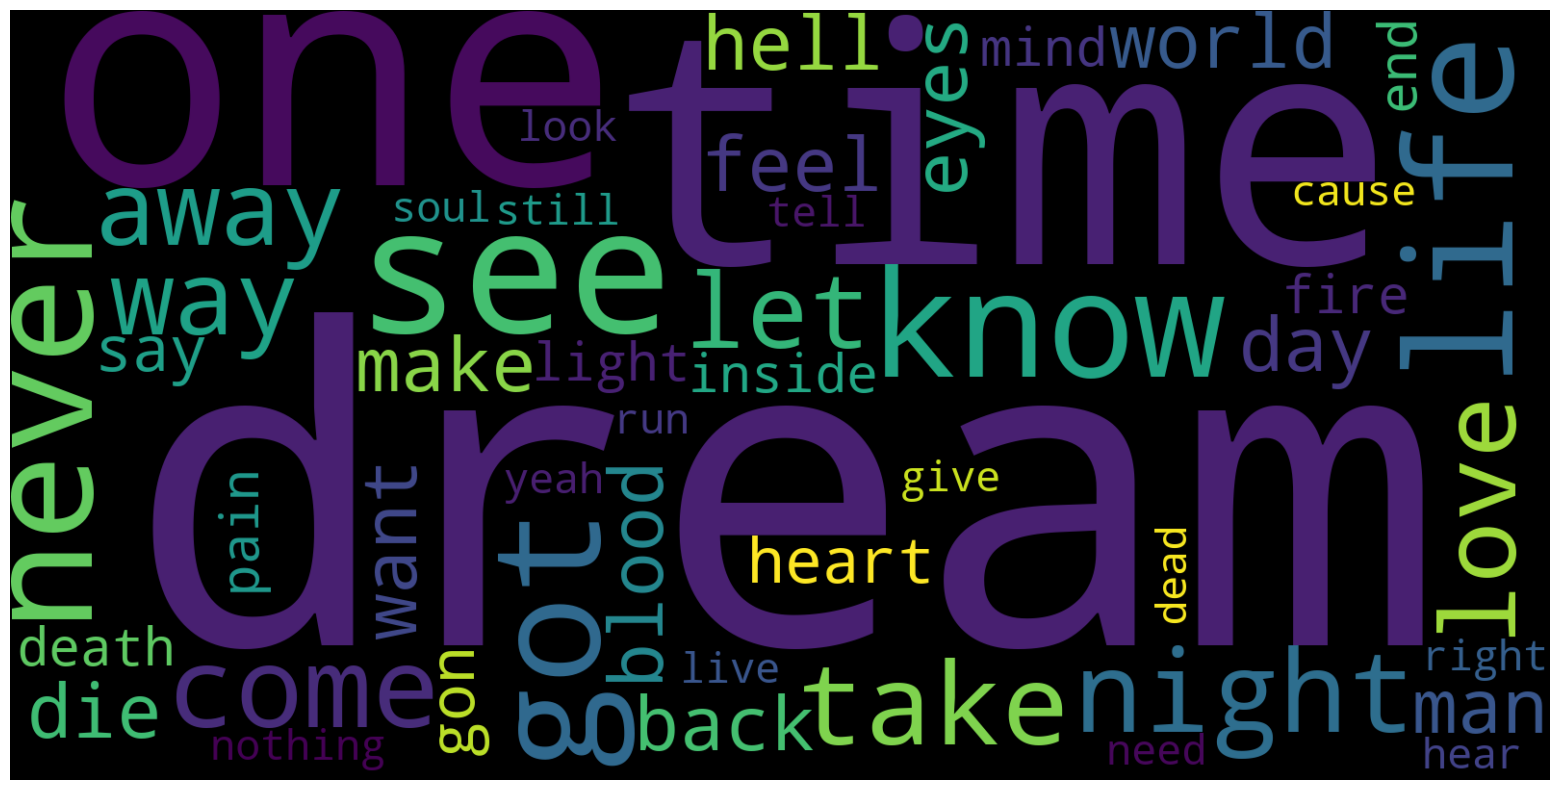 one
time
hell
eyes
mind
world
end
life
look
feel
tell
cause
never
away
soul
still
see
way
say
let
know
fire
day
make
light
inside
dream
run
love
pain
want
yeah
got
blood
give
heart
dead
death
die
come
nothing
gon
live
back
take
night
need
right
man
hear